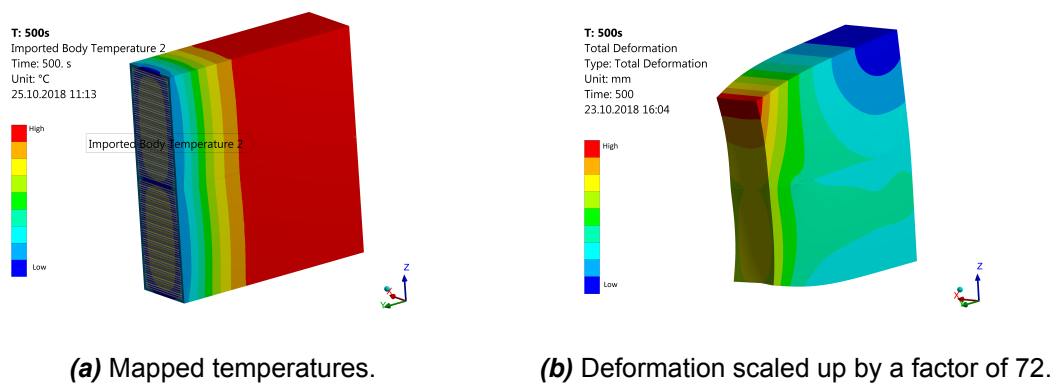 T: 500s
Imported Body Temperature 2
Time: 500. s
Unit: °C
25.10.2018 11:13
High
Imported Body Temperature 2
Low
Z
X
Y
(a) Mapped temperatures.
T: 500s
Total Deformation
Type: Total Deformation
Unit: mm
Time: 500
23.10.2018 16:04
High
Low
Z
X
Y
(b) Deformation scaled up by a factor of 72.